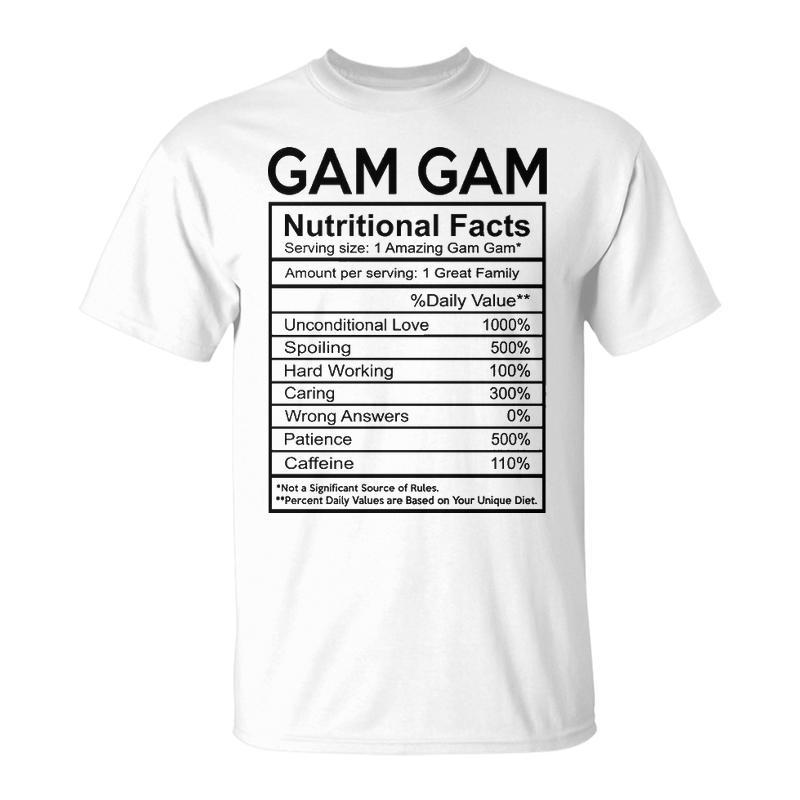 GAM GAM
Nutritional Facts
Serving size: 1 Amazing Gam Gam*
Amount per serving: 1 Great Family
%Daily Value**
Unconditional Love 1000%
Spoiling 500%
Hard Working 100%
Caring 300%
Wrong Answers 0%
Patience 500%
Caffeine 110%
*Not a Significant Source of Rules.
**Percent Daily Values are Based on Your Unique Diet.